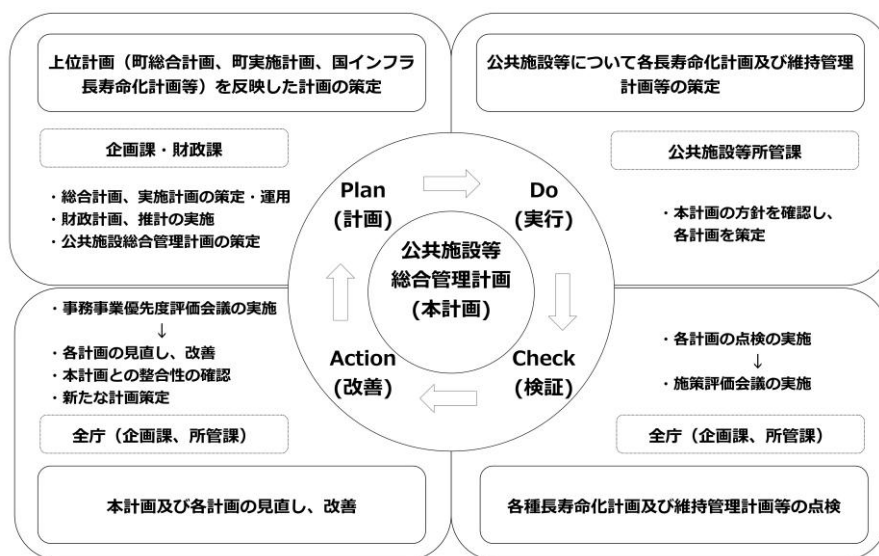 上位計画（町総合計画、町実施計画、国インフラ
長寿命化計画等）を反映した計画の策定
企画課・財政課
・総合計画、実施計画の策定・運用
・財政計画、推計の実施
・公共施設総合管理計画の策定
公共施設等について各長寿命化計画及び維持管理
計画等の策定
公共施設等所管課
・本計画の方針を確認し、
各計画を策定
Plan
(計画)
Do
(実行)
公共施設等
総合管理計画
(本計画)
Action
(改善)
Check
(検証)
・事務事業優先度評価会議の実施
↓
・各計画の見直し、改善
・本計画との整合性の確認
・新たな計画策定
全庁（企画課、所管課）
本計画及び各計画の見直し、改善
・各計画の点検の実施
↓
・施策評価会議の実施
全庁（企画課、所管課）
各種長寿命化計画及び維持管理計画等の点検